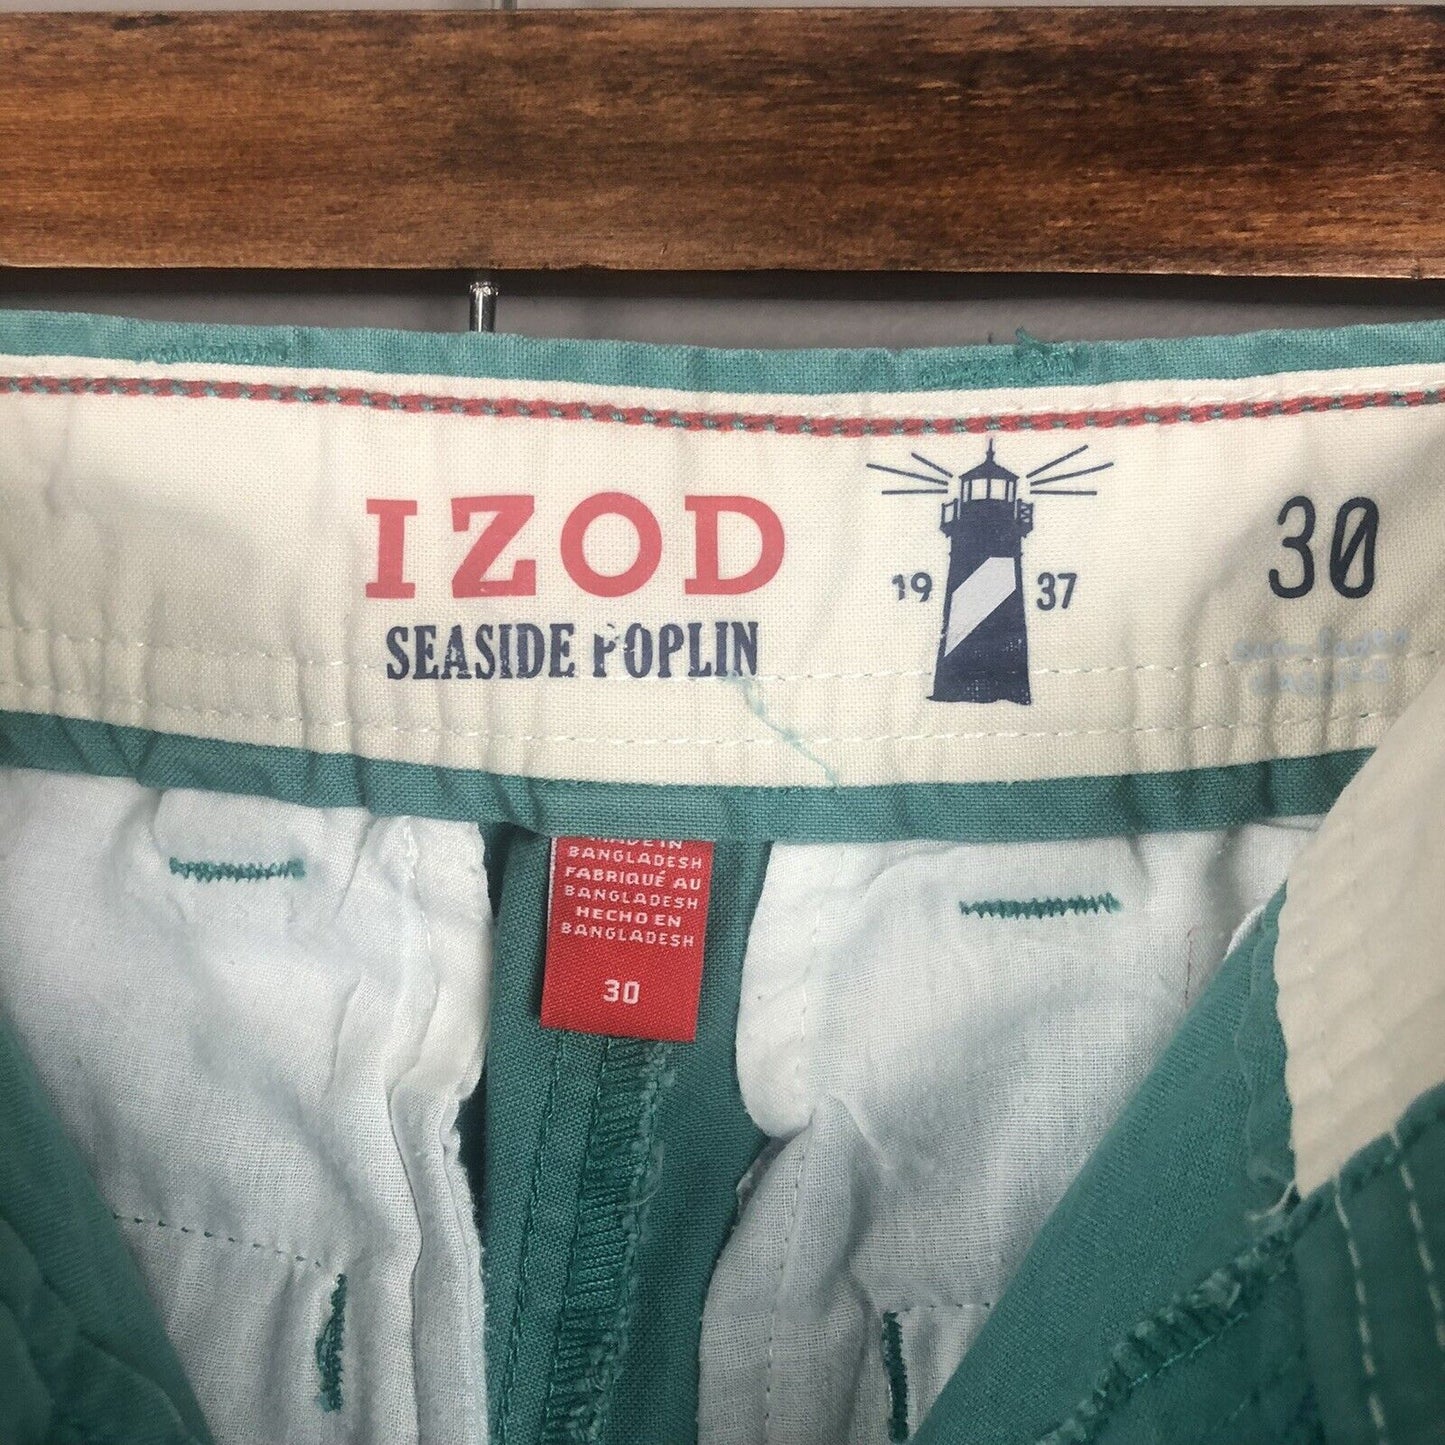 IZOD
SEASIDE POPLIN
19 37
30
MADE IN
BANGLADESH
FABRIQUÉ AU
BANGLADESH
HECHO EN
BANGLADESH
30